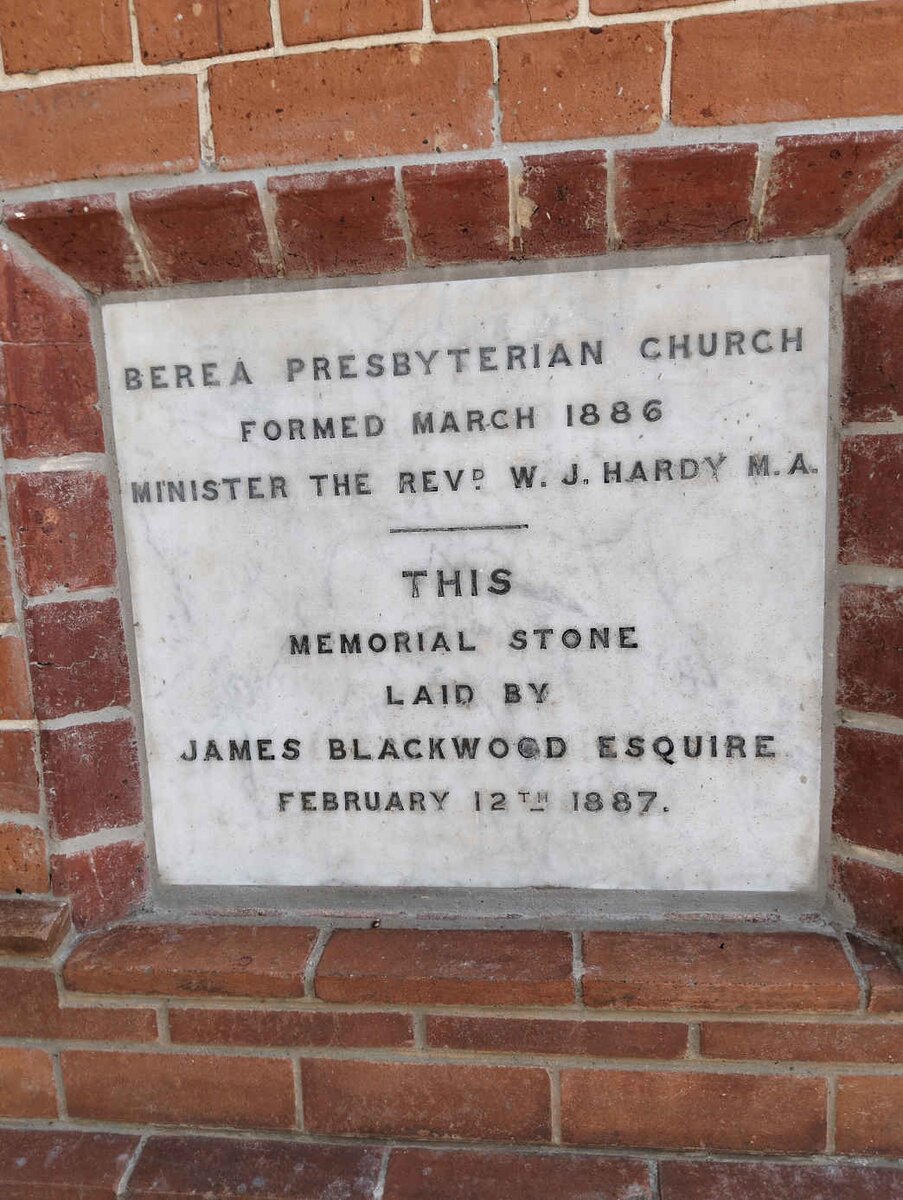 BEREA PRESBYTERIAN CHURCH
FORMED MARCH 1886
MINISTER THE REVD. W. J. HARDY M.A.
THIS
MEMORIAL STONE
LAID BY
JAMES BLACKWOOD ESQUIRE
FEBRUARY 12TH 1887.